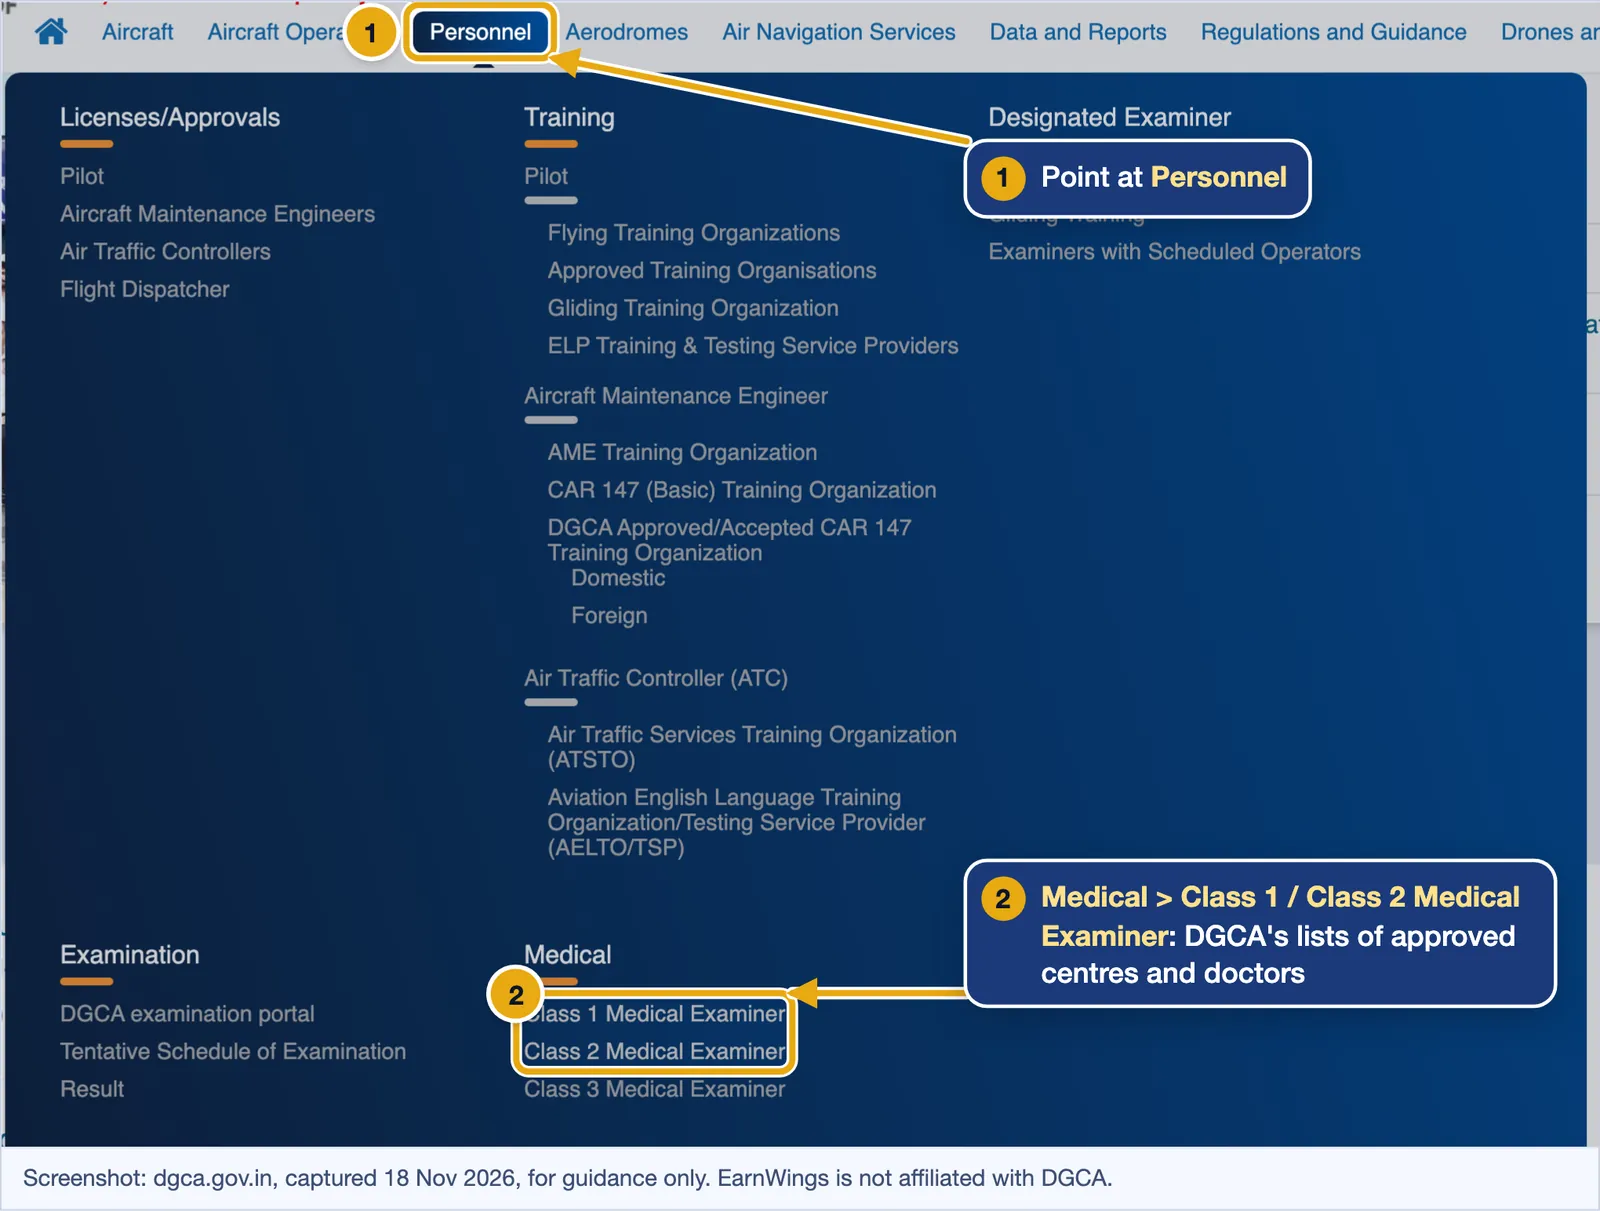 Aircraft
Aircraft Opera
1
Personnel
Aerodromes
Air Navigation Services
Data and Reports
Regulations and Guidance
Drones
Licenses/Approvals
Pilot
Aircraft Maintenance Engineers
Air Traffic Controllers
Flight Dispatcher
Training
Pilot
Flying Training Organizations
Approved Training Organisations
Gliding Training Organization
ELP Training & Testing Service Providers
Aircraft Maintenance Engineer
AME Training Organization
CAR 147 (Basic) Training Organization
DGCA Approved/Accepted CAR 147
Training Organization
Domestic
Foreign
Air Traffic Controller (ATC)
Air Traffic Services Training Organization
(ATSTO)
Aviation English Language Training
Organization/Testing Service Provider
(AELTO/TSP)
Designated Examiner
1 Point at Personnel
Gliding Training
Examiners with Scheduled Operators
Examination
DGCA examination portal
Tentative Schedule of Examination
Result
Medical
2
Class 1 Medical Examiner
Class 2 Medical Examiner
Class 3 Medical Examiner
2 Medical > Class 1 / Class 2 Medical
Examiner: DGCA's lists of approved
centres and doctors
Screenshot: dgca.gov.in, captured 18 Nov 2026, for guidance only. EarnWings is not affiliated with DGCA.